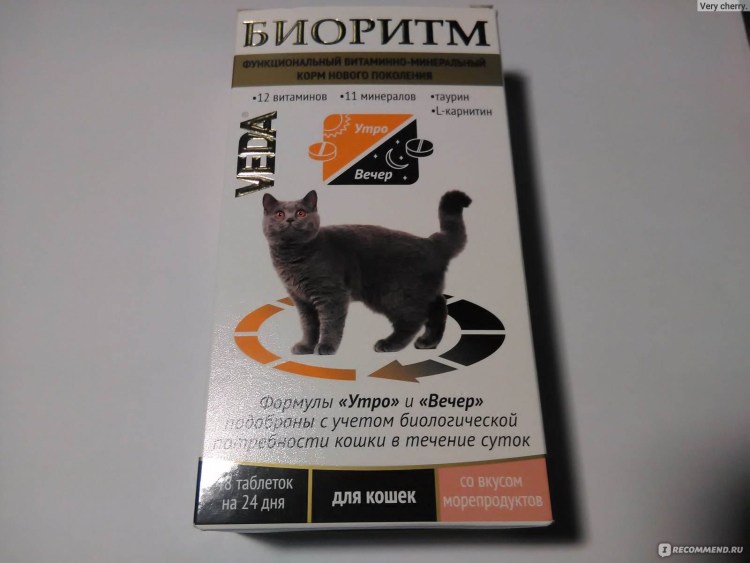 Very cherry.
БИОРИТМ
ФУНКЦИОНАЛЬНЫЙ ВИТАМИННО-МИНЕРАЛЬНЫЙ
КОРМ НОВОГО ПОКОЛЕНИЯ
•12 витаминов •11 минералов •таурин
•L-карнитин
VEDA®
Утро
Вечер
Формулы «Утро» и «Вечер»
подобраны с учетом биологической
потребности кошки в течение суток
48 таблеток
на 24 дня
для кошек
со вкусом
морепродуктов
IRECOMMEND.RU